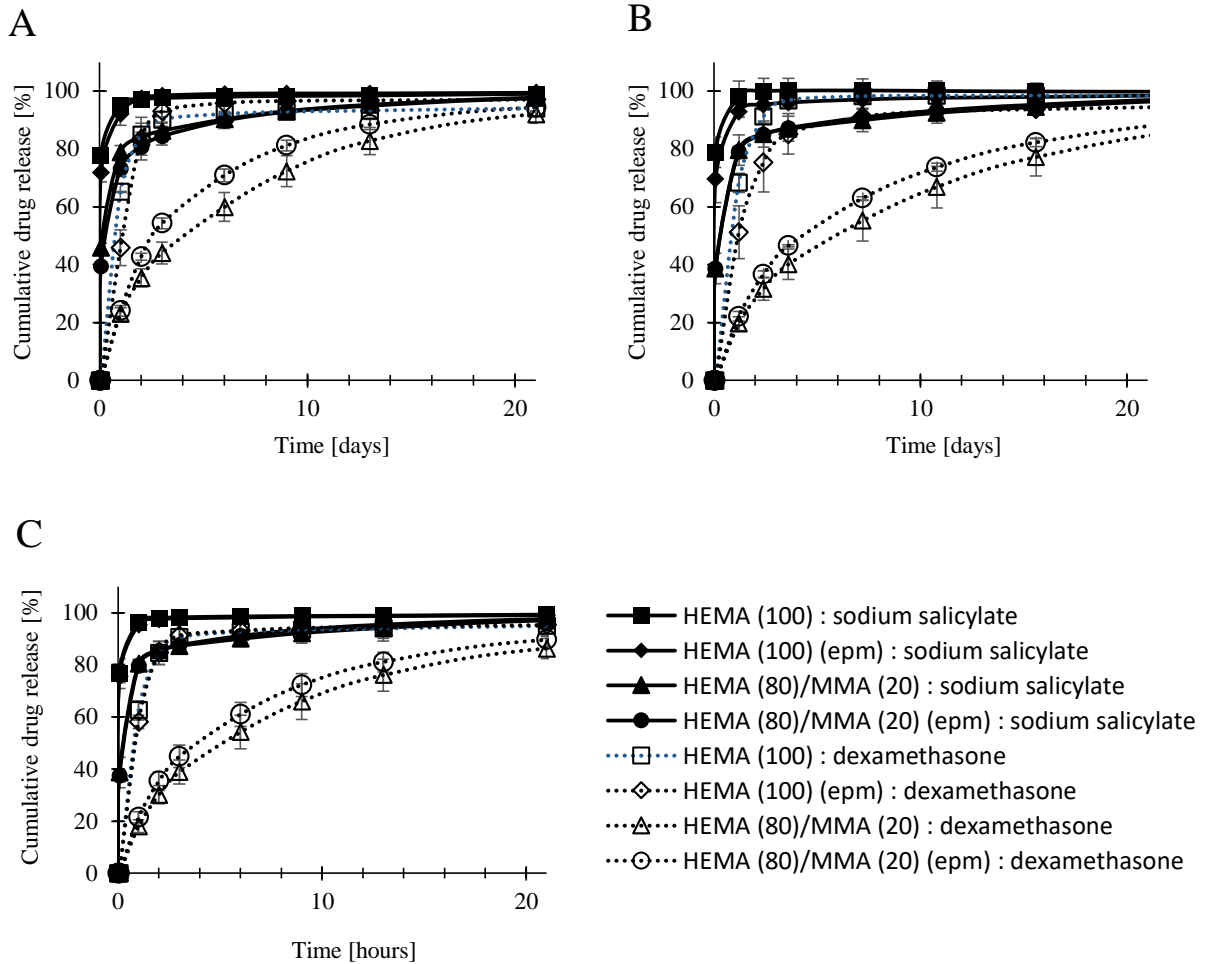 A
Cumulative drug release [%]
100
80
60
40
20
0
0 10 20
Time [days]
B
Cumulative drug release [%]
100
80
60
40
20
0
0 10 20
Time [days]
C
Cumulative drug release [%]
100
80
60
40
20
0
0 10 20
Time [hours]
HEMA (100) : sodium salicylate
HEMA (100) (epm) : sodium salicylate
HEMA (80)/MMA (20) : sodium salicylate
HEMA (80)/MMA (20) (epm) : sodium salicylate
HEMA (100) : dexamethasone
HEMA (100) (epm) : dexamethasone
HEMA (80)/MMA (20) : dexamethasone
HEMA (80)/MMA (20) (epm) : dexamethasone